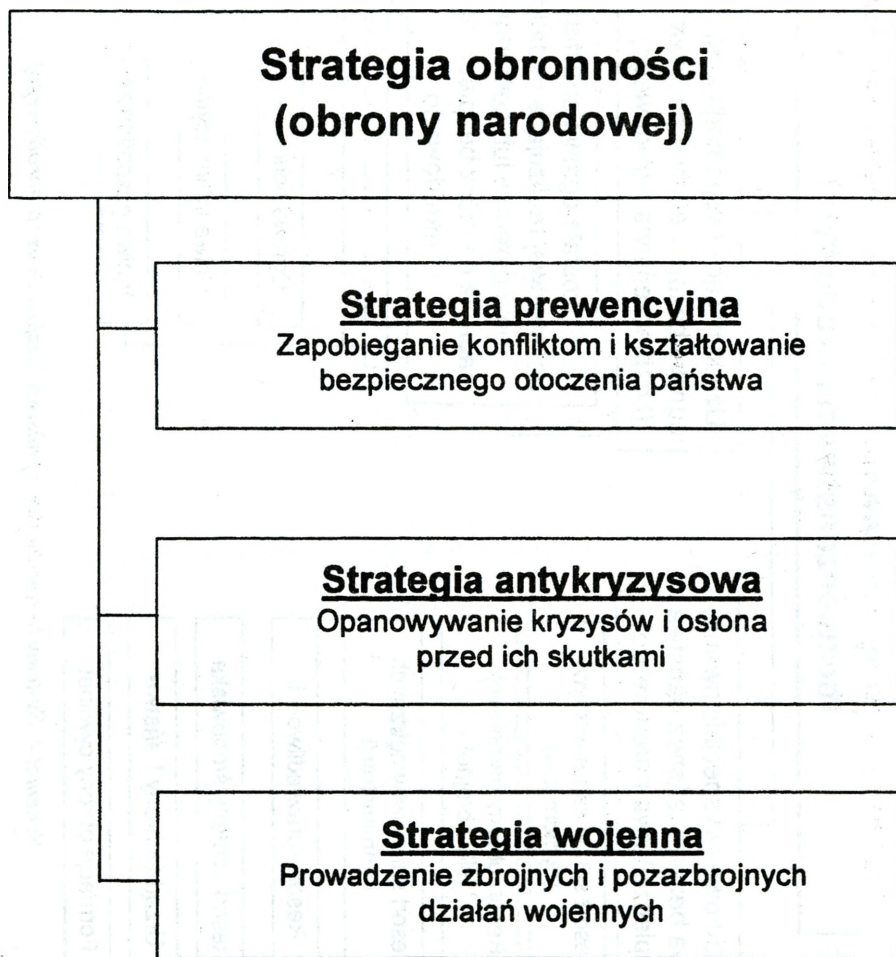 Strategia obronności
(obrony narodowej)
Strategia prewencyjna
Zapobieganie konfliktom i kształtowanie
bezpiecznego otoczenia państwa
Strategia antykryzysowa
Opanowywanie kryzysów i osłona
przed ich skutkami
Strategia wojenna
Prowadzenie zbrojnych i pozazbrojnych
działań wojennych